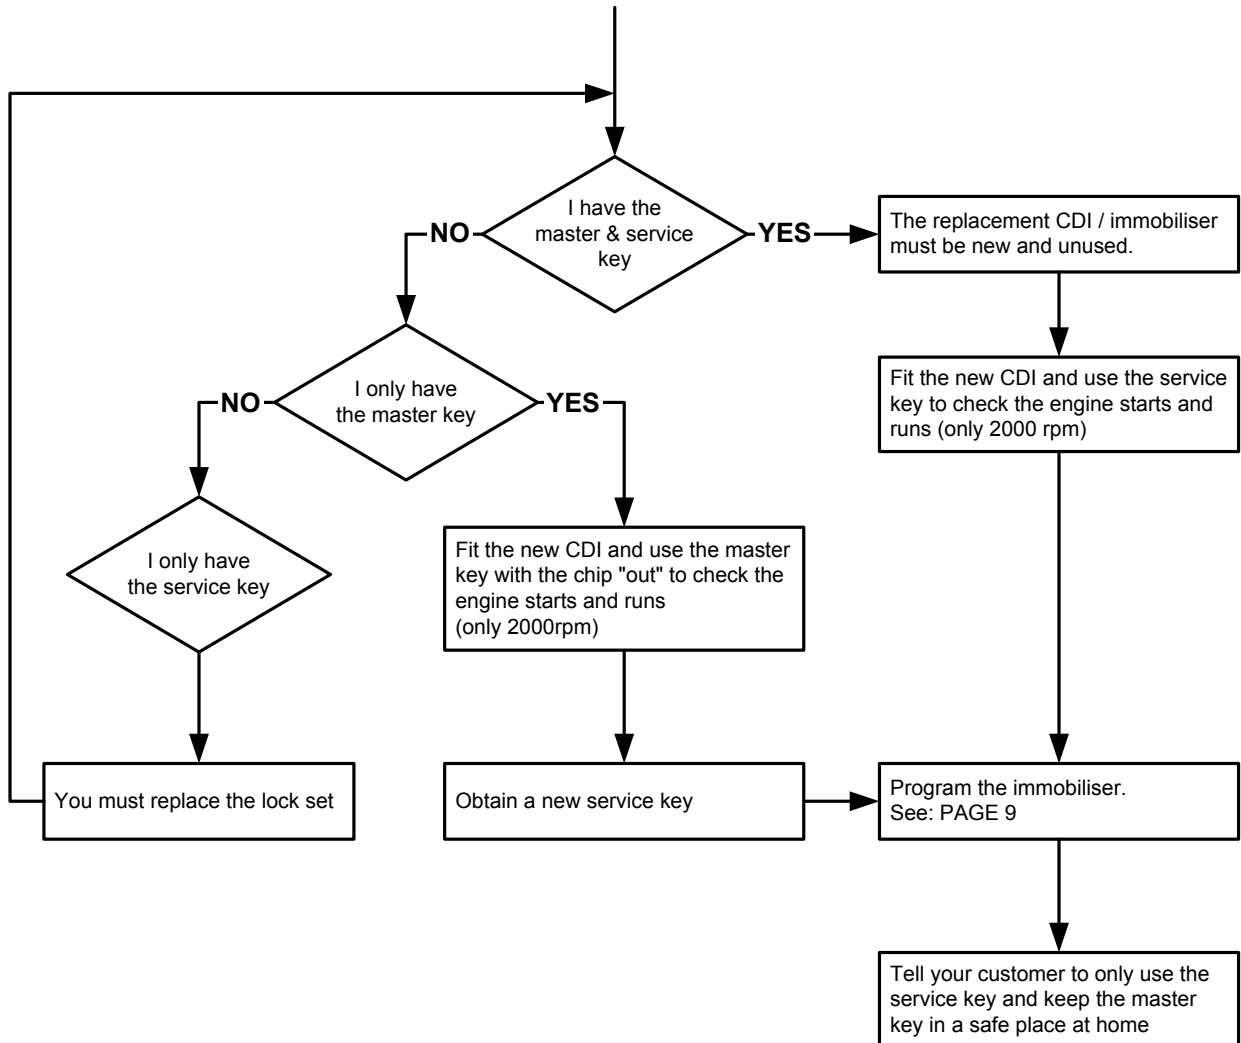 I have the
master & service
key
NO
YES
The replacement CDI / immobiliser
must be new and unused.
I only have
the master key
NO
YES
Fit the new CDI and use the service
key to check the engine starts and
runs (only 2000 rpm)
I only have
the service key
Fit the new CDI and use the master
key with the chip "out" to check the
engine starts and runs
(only 2000rpm)
You must replace the lock set
Obtain a new service key
Program the immobiliser.
See: PAGE 9
Tell your customer to only use the
service key and keep the master
key in a safe place at home